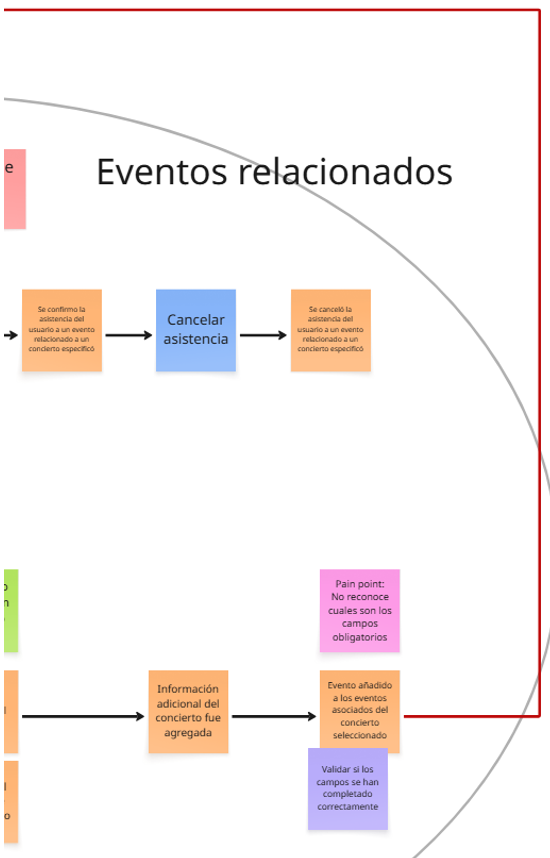 Eventos relacionados
e
Se confirmo la
asistencia del
usuario a un evento
relacionado a un
concierto especificó
Cancelar
asistencia
Se canceló la
asistencia del
usuario a un evento
relacionado a un
concierto especificó
Pain point:
No reconoce
cuales son los
campos
obligatorios
Información
adicional del
concierto fue
agregada
Evento añadido
a los eventos
asociados del
concierto
seleccionado
Validar si los
campos se han
completado
correctamente